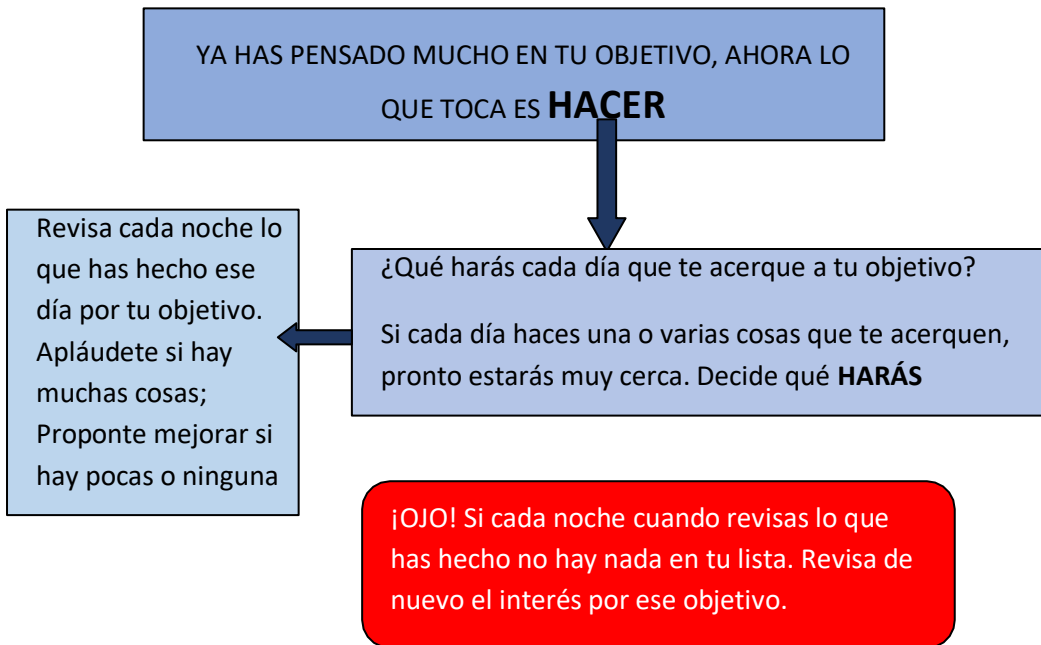 YA HAS PENSADO MUCHO EN TU OBJETIVO, AHORA LO
QUE TOCA ES HACER
¿Qué harás cada día que te acerque a tu objetivo?
Si cada día haces una o varias cosas que te acerquen,
pronto estarás muy cerca. Decide qué HARÁS
Revisa cada noche lo
que has hecho ese
día por tu objetivo.
Apláudete si hay
muchas cosas;
Proponte mejorar si
hay pocas o ninguna
¡OJO! Si cada noche cuando revisas lo que
has hecho no hay nada en tu lista. Revisa de
nuevo el interés por ese objetivo.